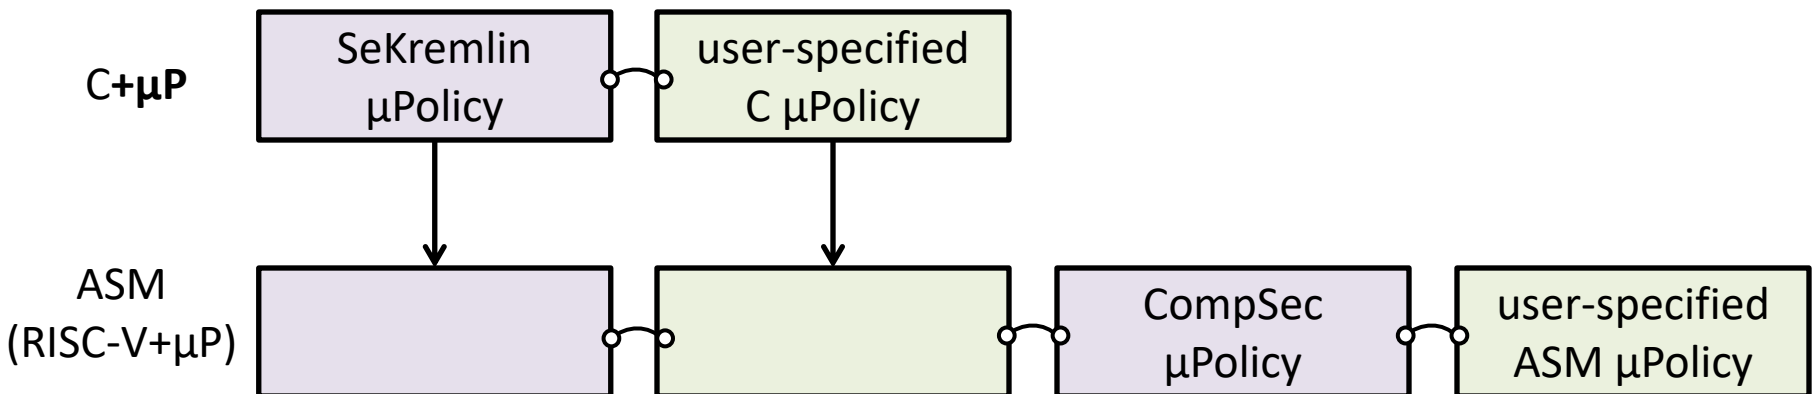 C+μP
SeKremlin
μPolicy
user-specified
C μPolicy
ASM
(RISC-V+μP)
CompSec
μPolicy
user-specified
ASM μPolicy